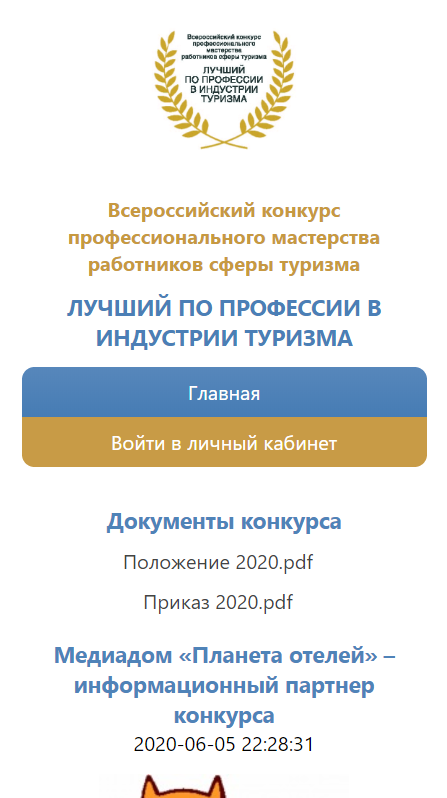 Всероссийский конкурс
профессионального
мастерства
работников сферы туризма
ЛУЧШИЙ
ПО ПРОФЕССИИ
В ИНДУСТРИИ
ТУРИЗМА
Всероссийский конкурс
профессионального мастерства
работников сферы туризма
ЛУЧШИЙ ПО ПРОФЕССИИ В
ИНДУСТРИИ ТУРИЗМА
Главная
Войти в личный кабинет
Документы конкурса
Положение 2020.pdf
Приказ 2020.pdf
Медиадом «Планета отелей» –
информационный партнер
конкурса
2020-06-05 22:28:31